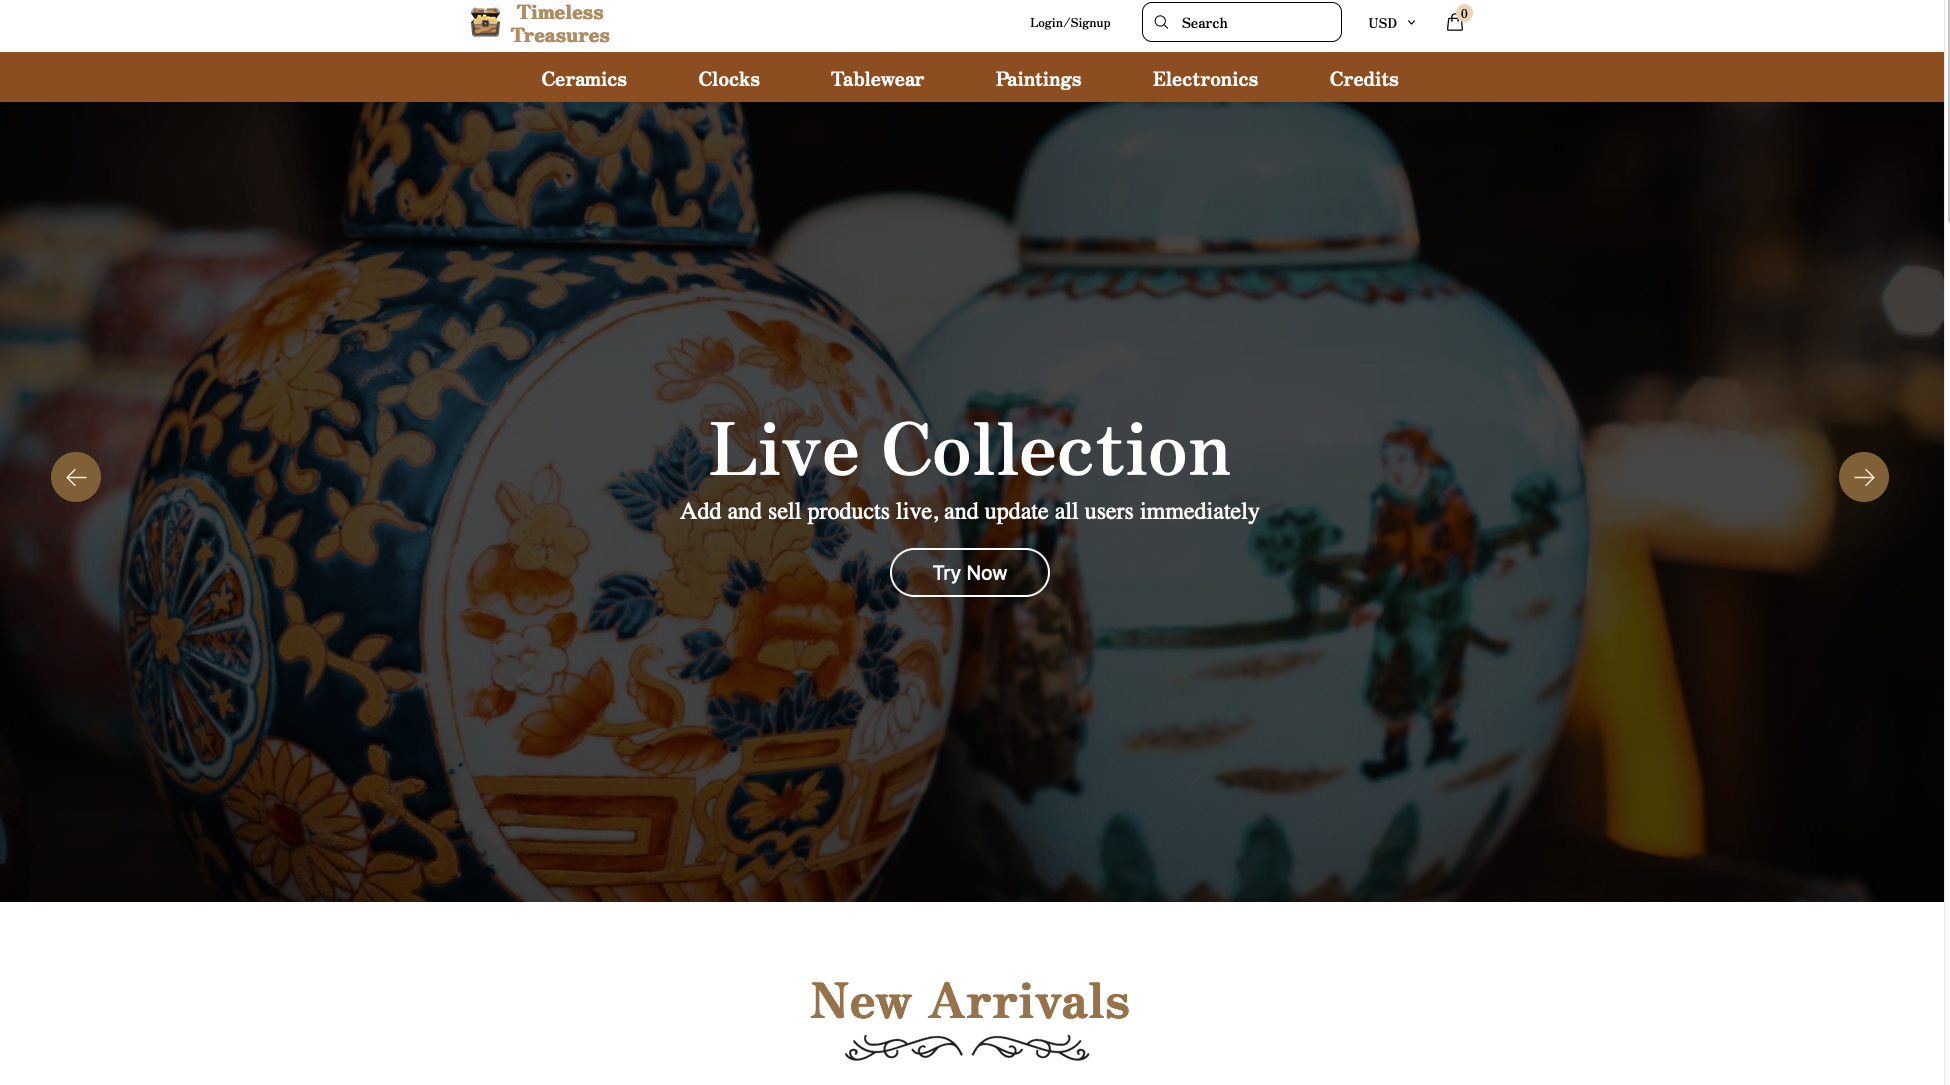 Timeless
Treasures
Login/Signup
Search
USD
0
Ceramics
Clocks
Tablewear
Paintings
Electronics
Credits
Live Collection
Add and sell products live, and update all users immediately
Try Now
New Arrivals